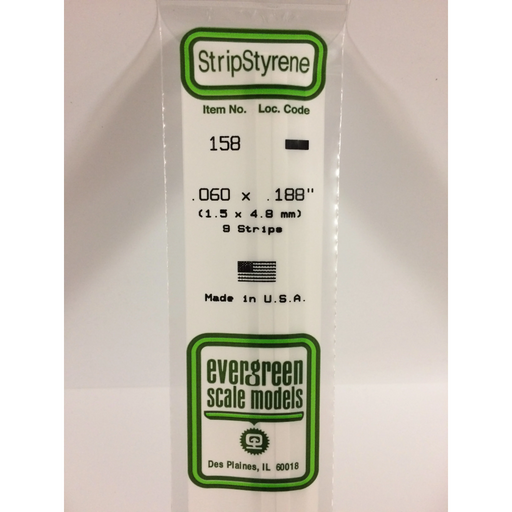 StripStyrene
Item No. Loc. Code
158
.060 x .188"
(1.5 x 4.8 mm)
9 Strips
Made in U.S.A.
evergreen
scale models
Des Plaines, IL 60018